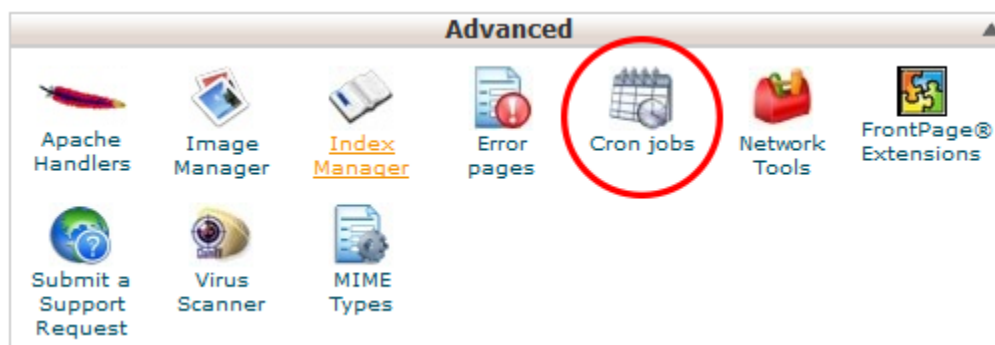 Advanced
Apache
Handlers
Image
Manager
Index
Manager
Error
pages
Cron jobs
Network
Tools
FrontPage®
Extensions
Submit a
Support
Request
Virus
Scanner
MIME
Types